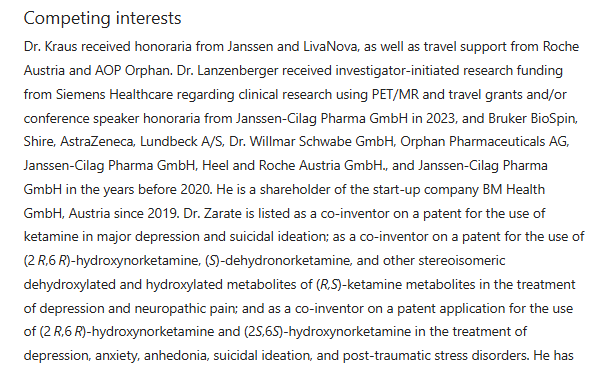 Competing interests
Dr. Kraus received honoraria from Janssen and LivaNova, as well as travel support from Roche
Austria and AOP Orphan. Dr. Lanzenberger received investigator-initiated research funding
from Siemens Healthcare regarding clinical research using PET/MR and travel grants and/or
conference speaker honoraria from Janssen-Cilag Pharma GmbH in 2023, and Bruker BioSpin,
Shire, AstraZeneca, Lundbeck A/S, Dr. Willmar Schwabe GmbH, Orphan Pharmaceuticals AG,
Janssen-Cilag Pharma GmbH, Heel and Roche Austria GmbH., and Janssen-Cilag Pharma
GmbH in the years before 2020. He is a shareholder of the start-up company BM Health
GmbH, Austria since 2019. Dr. Zarate is listed as a co-inventor on a patent for the use of
ketamine in major depression and suicidal ideation; as a co-inventor on a patent for the use of
(2 R,6 R)-hydroxynorketamine, (S)-dehydronorketamine, and other stereoisomeric
dehydroxylated and hydroxylated metabolites of (R,S)-ketamine metabolites in the treatment
of depression and neuropathic pain; and as a co-inventor on a patent application for the use
of (2 R,6 R)-hydroxynorketamine and (2S,6S)-hydroxynorketamine in the treatment of
depression, anxiety, anhedonia, suicidal ideation, and post-traumatic stress disorders. He has